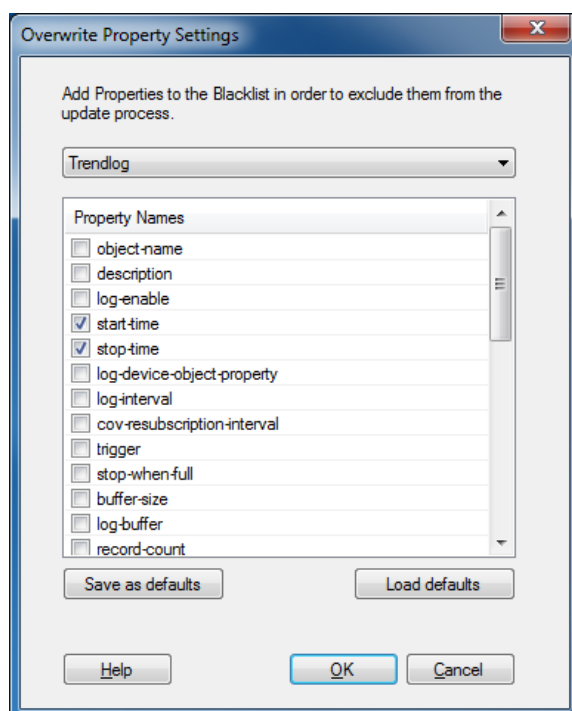 Overwrite Property Settings
Add Properties to the Blacklist in order to exclude them from the
update process.
Trendlog
Property Names
object-name
description
log-enable
start-time
stop-time
log-device-object-property
log-interval
cov-resubscription-interval
trigger
stop-when-full
buffer-size
log-buffer
record-count
Save as defaults
Load defaults
Help
OK
Cancel